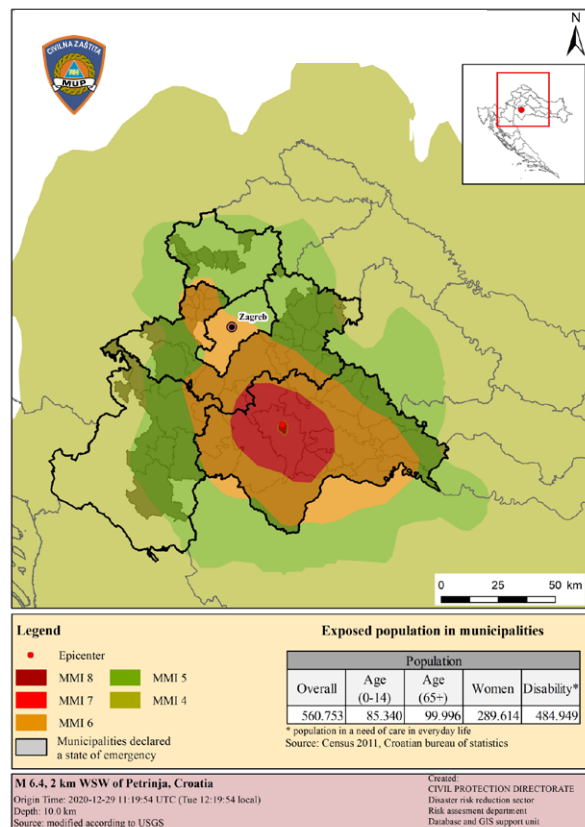 CIVILNA ZAŠTITA
MUP
N
Zagreb
0 25 50 km
Legend
Epicenter
MMI 8
MMI 7
MMI 6
MMI 5
MMI 4
Municipalities declared
a state of emergency
Exposed population in municipalities
Population
Overall Age (0-14) Age (65+) Women Disability*
560.753 85.340 99.996 289.614 484.949
* population in a need of care in everyday life
Source: Census 2011, Croatian bureau of statistics
M 6.4, 2 km WSW of Petrinja, Croatia
Origin Time: 2020-12-29 11:19:54 UTC (Tue 12:19:54 local)
Depth: 10.0 km
Source: modified according to USGS
Created:
CIVIL PROTECTION DIRECTORATE
Disaster risk reduction sector
Risk assesment department
Database and GIS support unit